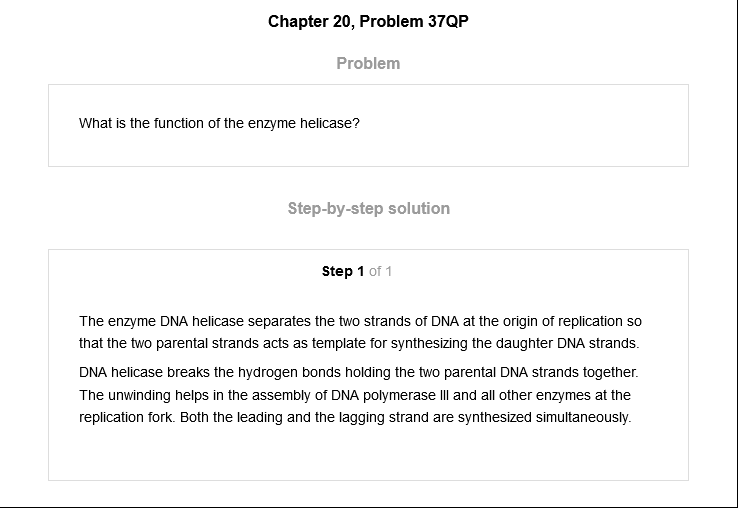 Chapter 20, Problem 37QP
Problem
What is the function of the enzyme helicase?
Step-by-step solution
Step 1 of 1
The enzyme DNA helicase separates the two strands of DNA at the origin of replication so
that the two parental strands acts as template for synthesizing the daughter DNA strands.
DNA helicase breaks the hydrogen bonds holding the two parental DNA strands together.
The unwinding helps in the assembly of DNA polymerase III and all other enzymes at the
replication fork. Both the leading and the lagging strand are synthesized simultaneously.